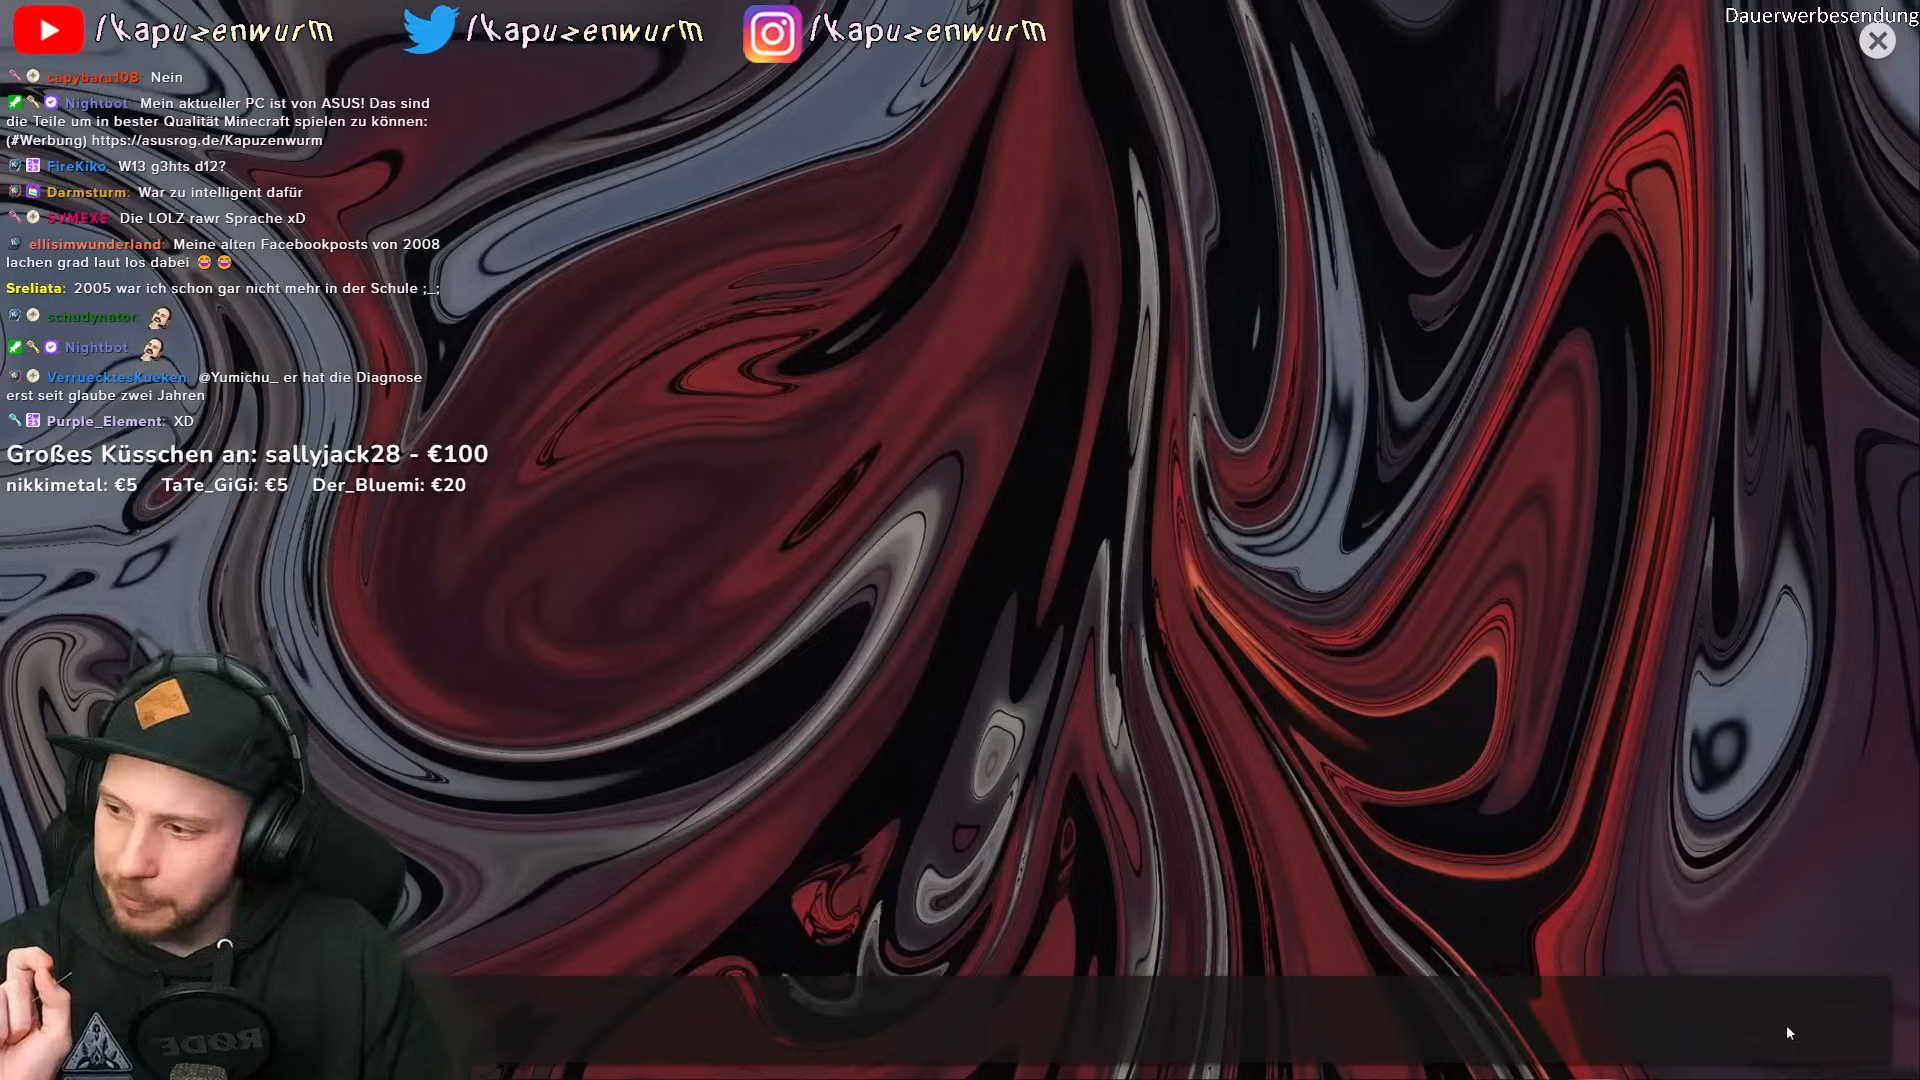 /kapuzenwurm /kapuzenwurm /kapuzenwurm
Dauerwerbesendung
capybara108: Nein
Nightbot: Mein aktueller PC ist von ASUS! Das sind
die Teile um in bester Qualität Minecraft spielen zu können:
(#Werbung) https://asusrog.de/Kapuzenwurm
FireKiko: W13 g3hts d12?
Darmsturm: War zu intelligent dafür
SVMEXE: Die LOLZ rawr Sprache xD
ellisimwunderland: Meine alten Facebookposts von 2008
lachen grad laut los dabei 😂 😂
Sreliata: 2005 war ich schon gar nicht mehr in der Schule ;_;
schudynator:
Nightbot:
VerruecktesKueken: @Yumichu_ er hat die Diagnose
erst seit glaube zwei Jahren
Purple_Element: XD
Großes Küsschen an: sallyjack28 - €100
nikkimetal: €5 TaTe_GiGi: €5 Der_Bluemi: €20
RODE